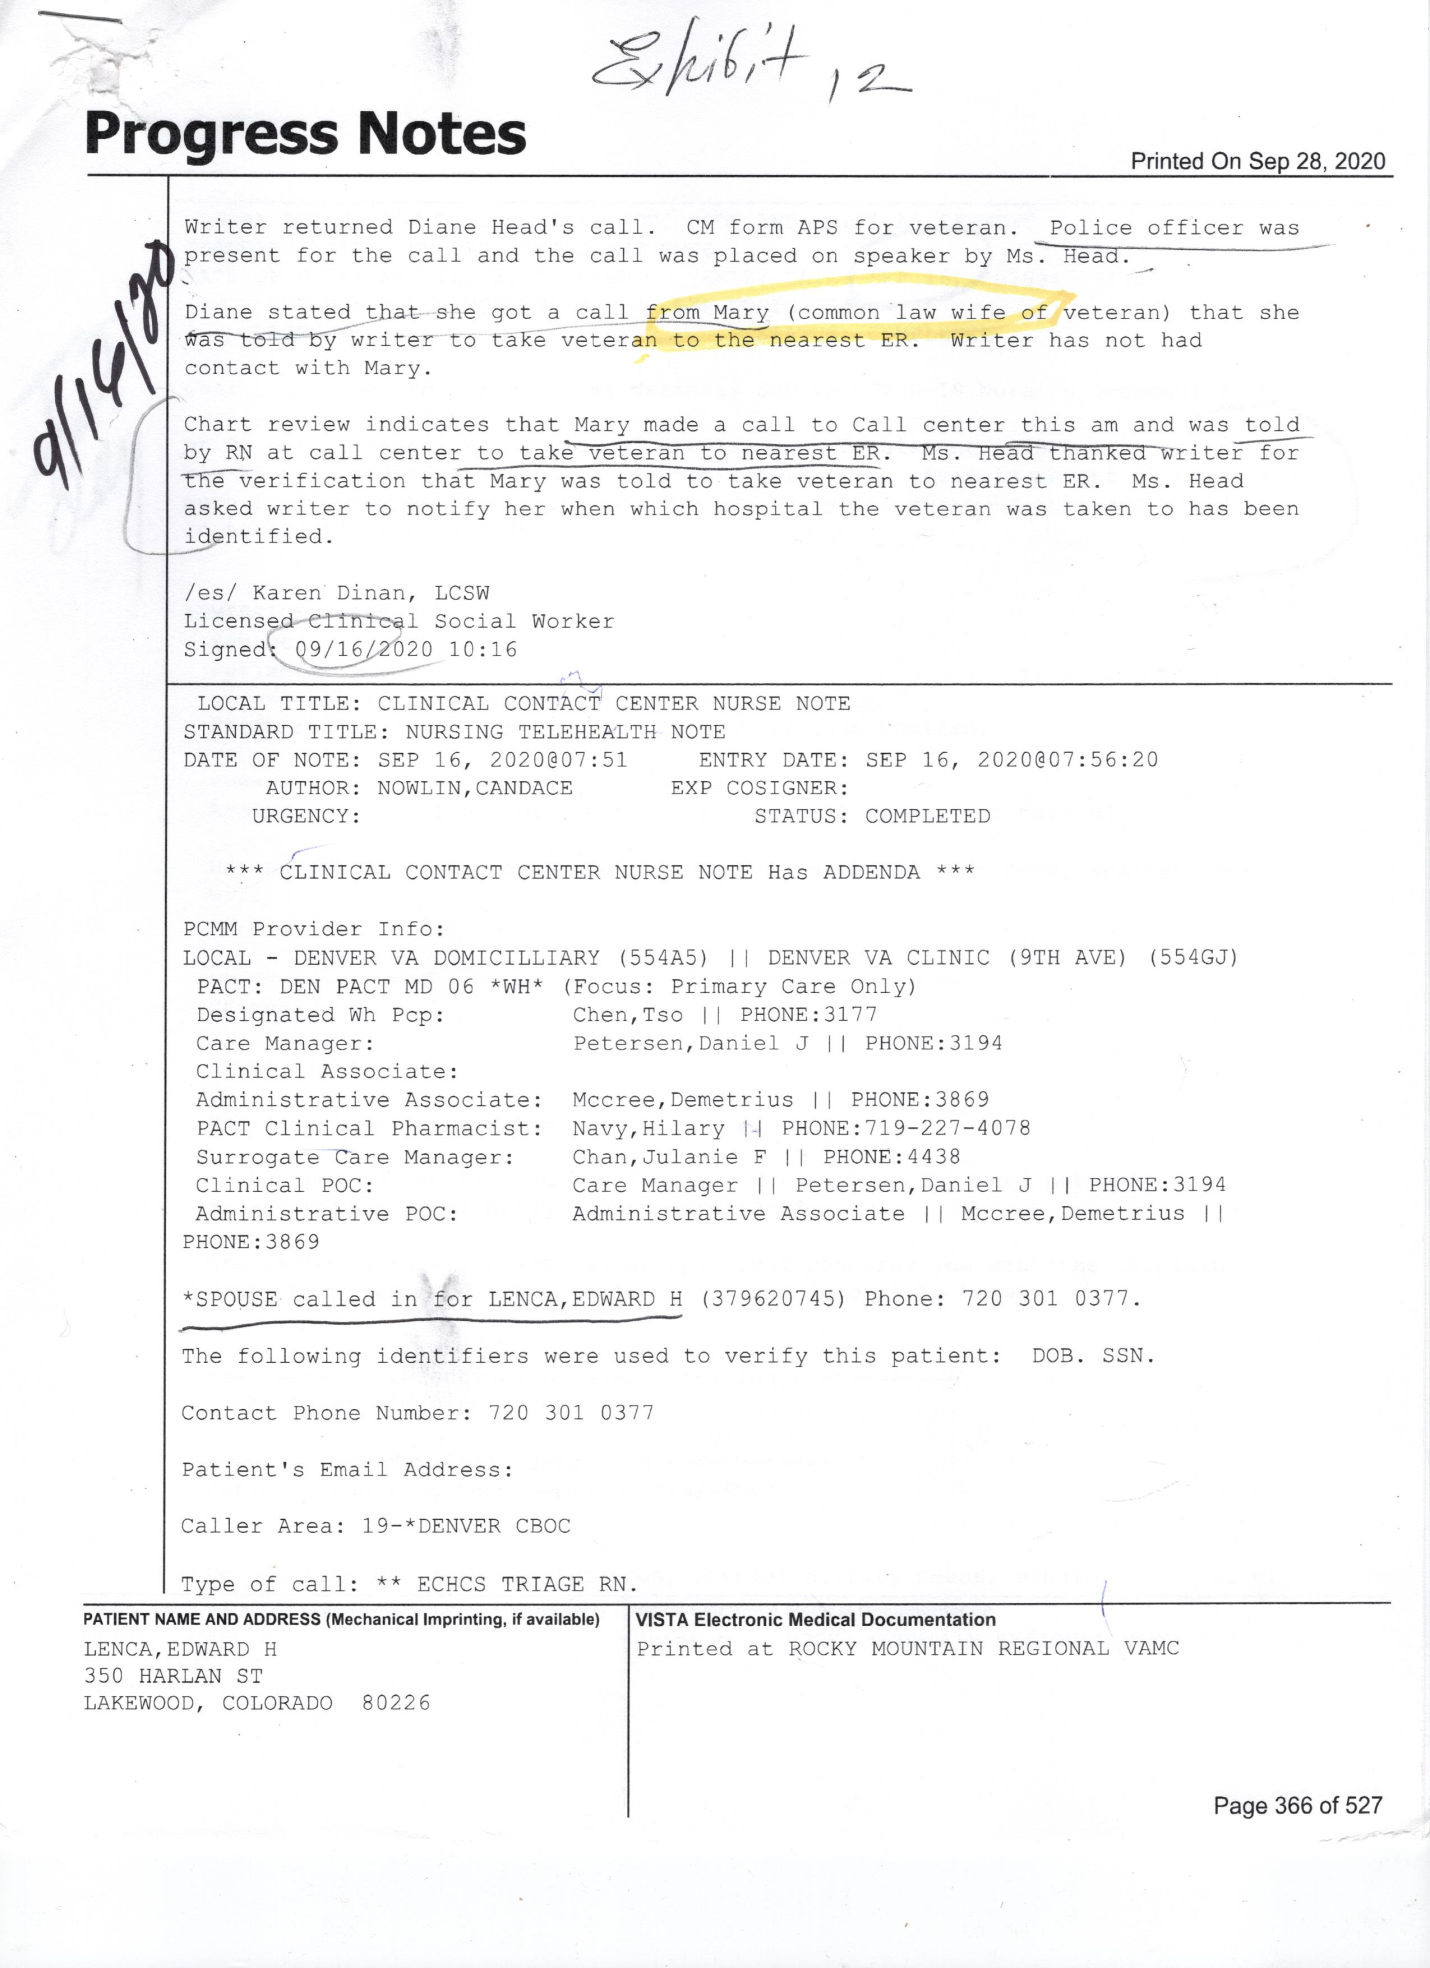 Exhibit 12
Progress Notes
Printed On Sep 28, 2020
9/16/20
Writer returned Diane Head's call.  CM form APS for veteran.  Police officer was
present for the call and the call was placed on speaker by Ms. Head.
Diane stated that she got a call from Mary (common law wife of veteran) that she
was told by writer to take veteran to the nearest ER.  Writer has not had
contact with Mary.
Chart review indicates that Mary made a call to Call center this am and was told
by RN at call center to take veteran to nearest ER.  Ms. Head thanked writer for
the verification that Mary was told to take veteran to nearest ER.  Ms. Head
asked writer to notify her when which hospital the veteran was taken to has been
identified.
/es/ Karen Dinan, LCSW
Licensed Clinical Social Worker
Signed: 09/16/2020 10:16
LOCAL TITLE: CLINICAL CONTACT CENTER NURSE NOTE
STANDARD TITLE: NURSING TELEHEALTH NOTE
DATE OF NOTE: SEP 16, 2020@07:51     ENTRY DATE: SEP 16, 2020@07:56:20
AUTHOR: NOWLIN,CANDACE       EXP COSIGNER:
URGENCY:                            STATUS: COMPLETED
*** CLINICAL CONTACT CENTER NURSE NOTE Has ADDENDA ***
PCMM Provider Info:
LOCAL - DENVER VA DOMICILLIARY (554A5) || DENVER VA CLINIC (9TH AVE) (554GJ)
PACT: DEN PACT MD 06 *WH* (Focus: Primary Care Only)
Designated Wh Pcp:         Chen,Tso || PHONE:3177
Care Manager:              Petersen,Daniel J || PHONE:3194
Clinical Associate:
Administrative Associate:  Mccree,Demetrius || PHONE:3869
PACT Clinical Pharmacist:  Navy,Hilary || PHONE:719-227-4078
Surrogate Care Manager:    Chan,Julanie F || PHONE:4438
Clinical POC:              Care Manager || Petersen,Daniel J || PHONE:3194
Administrative POC:        Administrative Associate || Mccree,Demetrius ||
PHONE:3869
*SPOUSE called in for LENCA,EDWARD H (379620745) Phone: 720 301 0377.
The following identifiers were used to verify this patient:  DOB. SSN.
Contact Phone Number: 720 301 0377
Patient's Email Address:
Caller Area: 19-*DENVER CBOC
Type of call: ** ECHCS TRIAGE RN.
PATIENT NAME AND ADDRESS (Mechanical Imprinting, if available)
LENCA,EDWARD H
350 HARLAN ST
LAKEWOOD, COLORADO  80226
VISTA Electronic Medical Documentation
Printed at ROCKY MOUNTAIN REGIONAL VAMC
Page 366 of 527